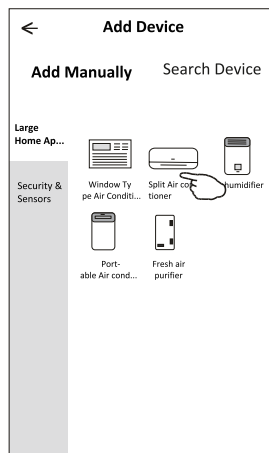 Add Device
Add Manually
Search Device
Large
Home Ap...
Security &
Sensors
Window Ty
pe Air Conditi...
Split Air co
tioner
umidifier
Port-
able Air cond...
Fresh air
purifier